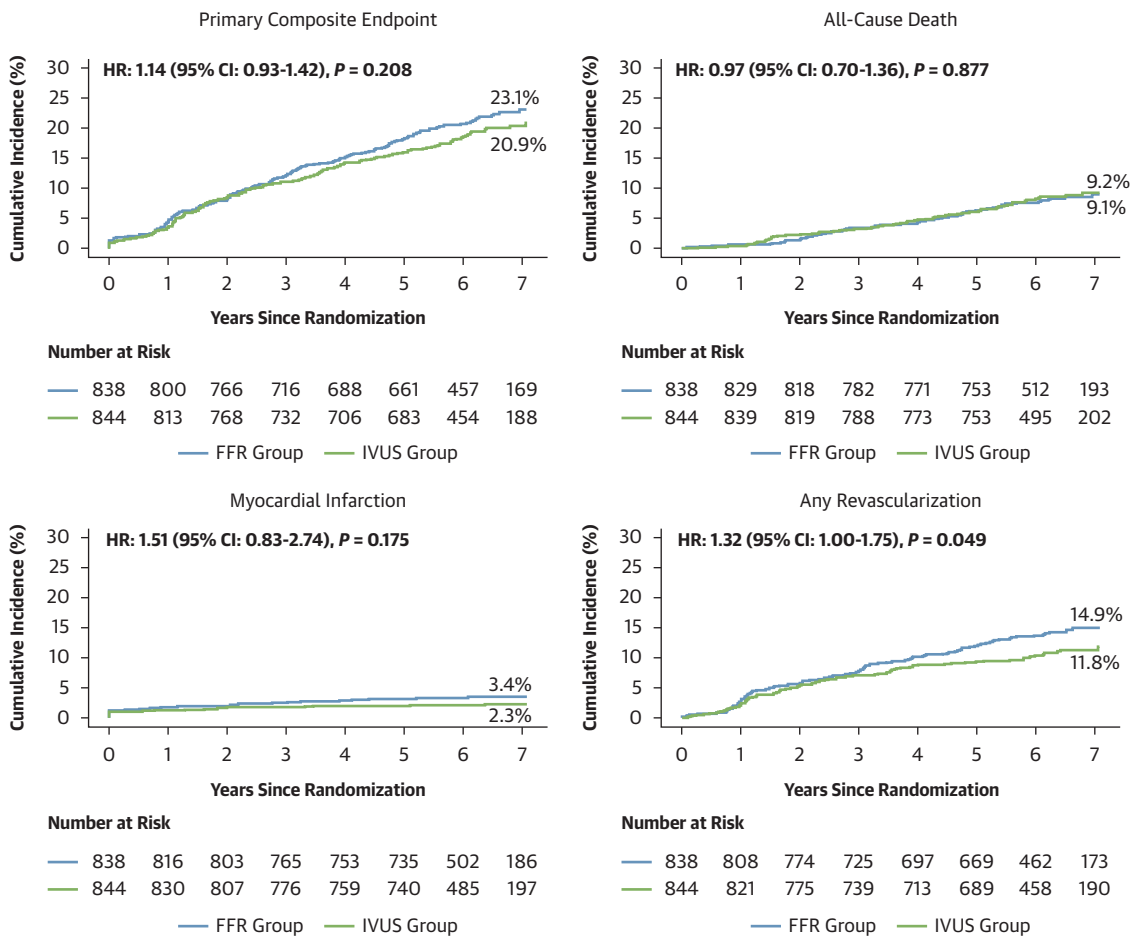 Primary Composite Endpoint
Cumulative Incidence (%)
30
25
20
15
10
5
0
HR: 1.14 (95% CI: 0.93-1.42), P = 0.208
23.1%
20.9%
0 1 2 3 4 5 6 7
Years Since Randomization
Number at Risk
838 800 766 716 688 661 457 169
844 813 768 732 706 683 454 188
FFR Group IVUS Group
All-Cause Death
Cumulative Incidence (%)
30
25
20
15
10
5
0
HR: 0.97 (95% CI: 0.70-1.36), P = 0.877
9.2%
9.1%
0 1 2 3 4 5 6 7
Years Since Randomization
Number at Risk
838 829 818 782 771 753 512 193
844 839 819 788 773 753 495 202
FFR Group IVUS Group
Myocardial Infarction
Cumulative Incidence (%)
30
25
20
15
10
5
0
HR: 1.51 (95% CI: 0.83-2.74), P = 0.175
3.4%
2.3%
0 1 2 3 4 5 6 7
Years Since Randomization
Number at Risk
838 816 803 765 753 735 502 186
844 830 807 776 759 740 485 197
FFR Group IVUS Group
Any Revascularization
Cumulative Incidence (%)
30
25
20
15
10
5
0
HR: 1.32 (95% CI: 1.00-1.75), P = 0.049
14.9%
11.8%
0 1 2 3 4 5 6 7
Years Since Randomization
Number at Risk
838 808 774 725 697 669 462 173
844 821 775 739 713 689 458 190
FFR Group IVUS Group